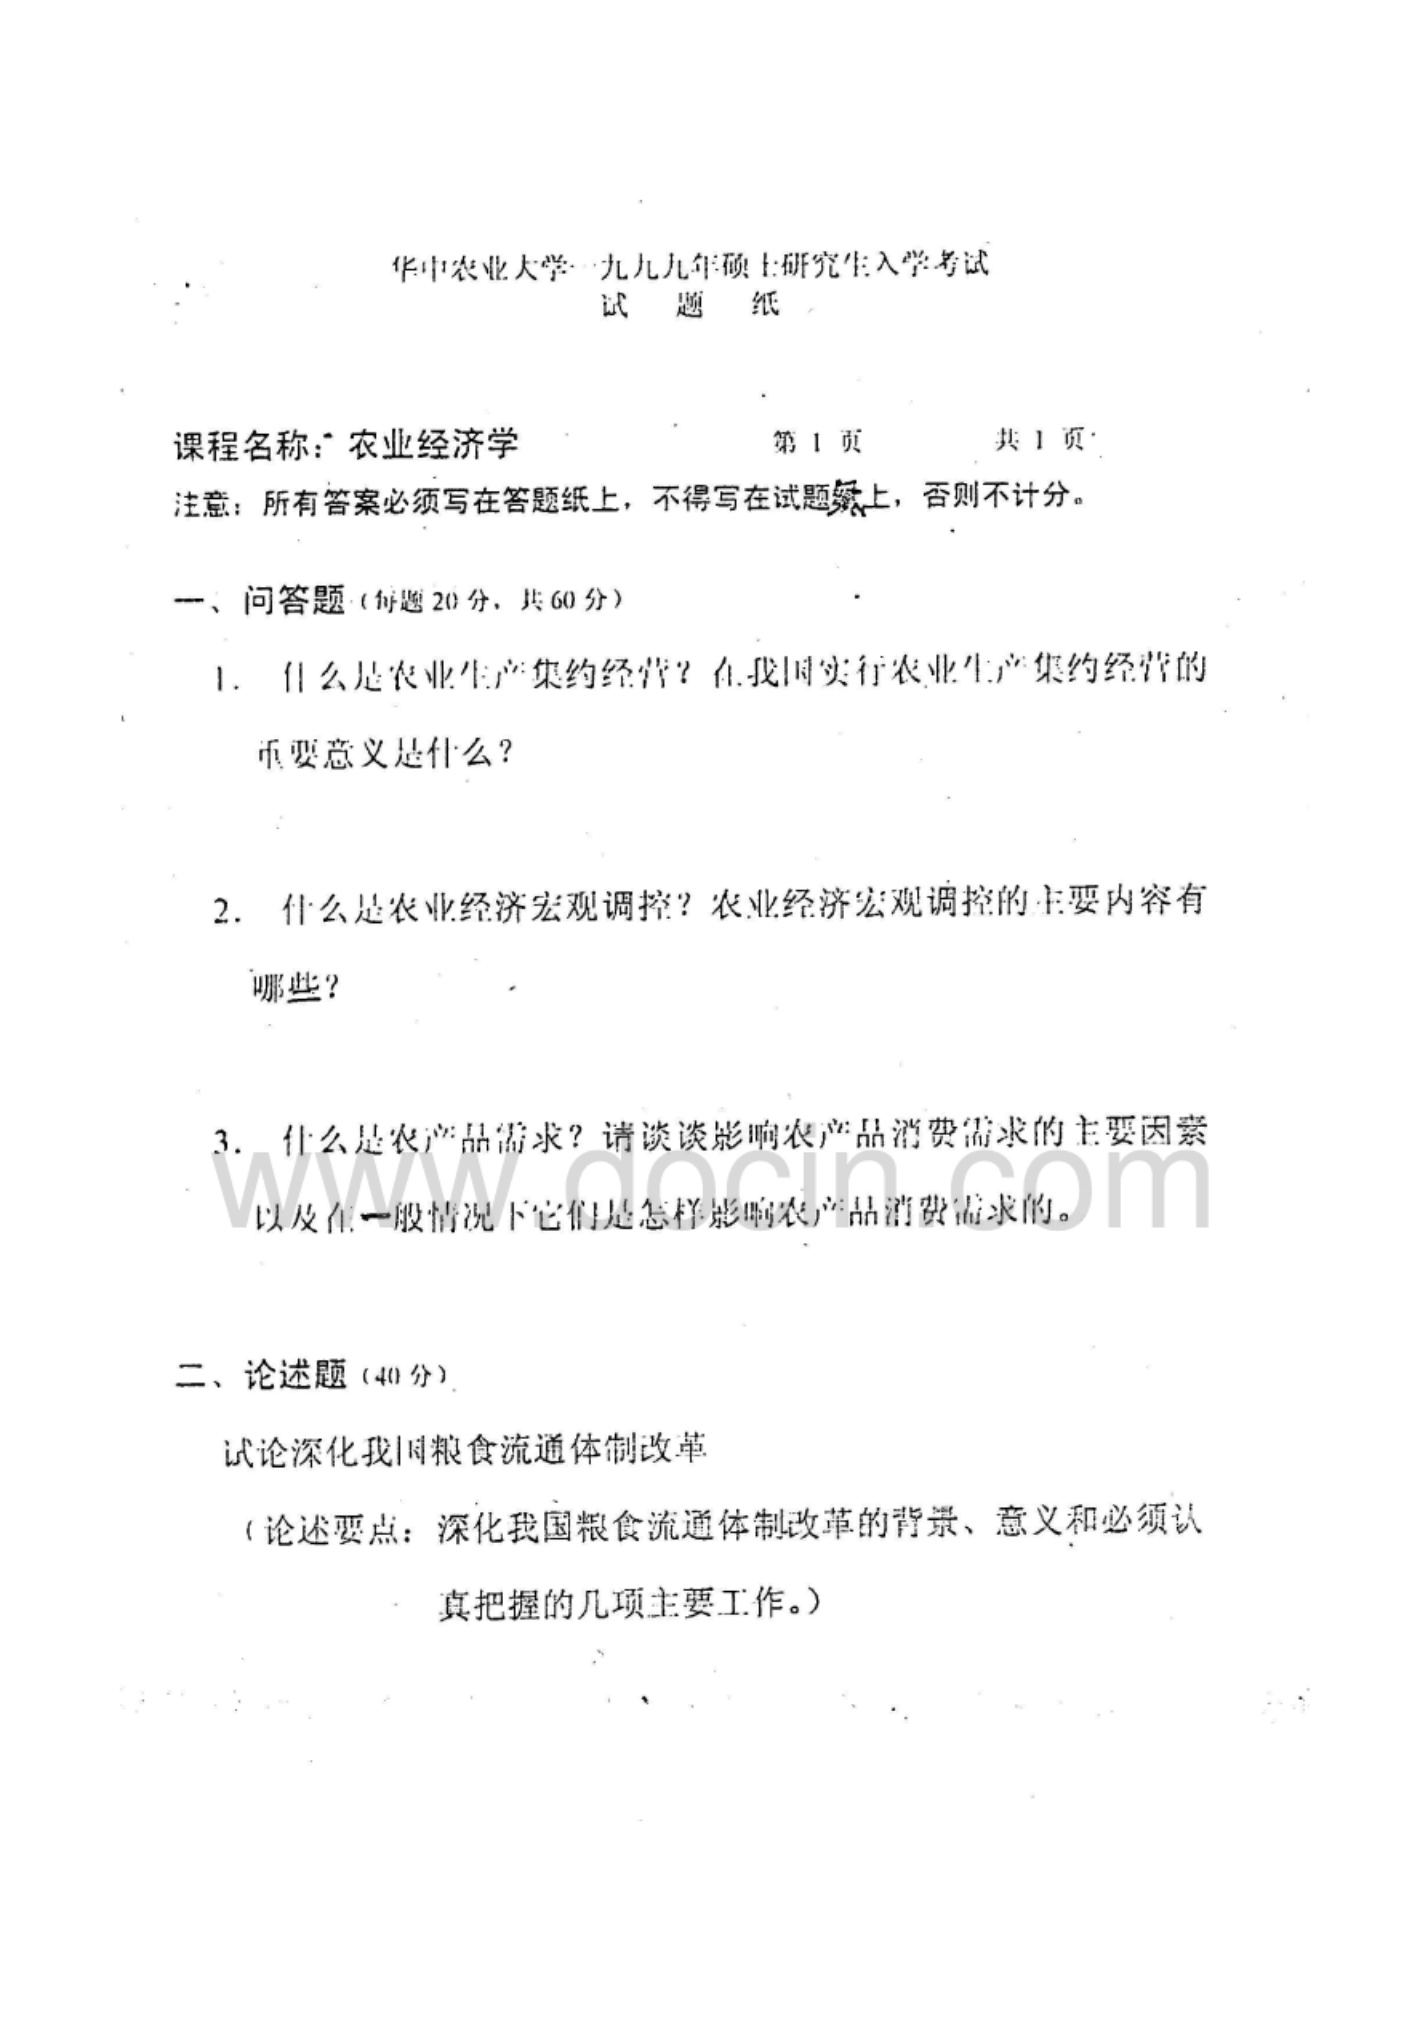 华中农业大学一九九九年硕士研究生入学考试
试 题 纸
课程名称: 农业经济学 第 1 页 共 1 页
注意: 所有答案必须写在答题纸上, 不得写在试题纸上, 否则不计分。
一、问答题 (每题 20 分, 共 60 分)
1. 什么是农业生产集约经营? 在我国实行农业生产集约经营的
重要意义是什么?
2. 什么是农业经济宏观调控? 农业经济宏观调控的主要内容有
哪些?
3. 什么是农产品需求? 请谈谈影响农产品消费需求的主要因素
以及在一般情况下它们是怎样影响农产品消费需求的。
www.docin.com
二、论述题 (40 分)
试论深化我国粮食流通体制改革
(论述要点: 深化我国粮食流通体制改革的背景、意义和必须认
真把握的几项主要工作。)